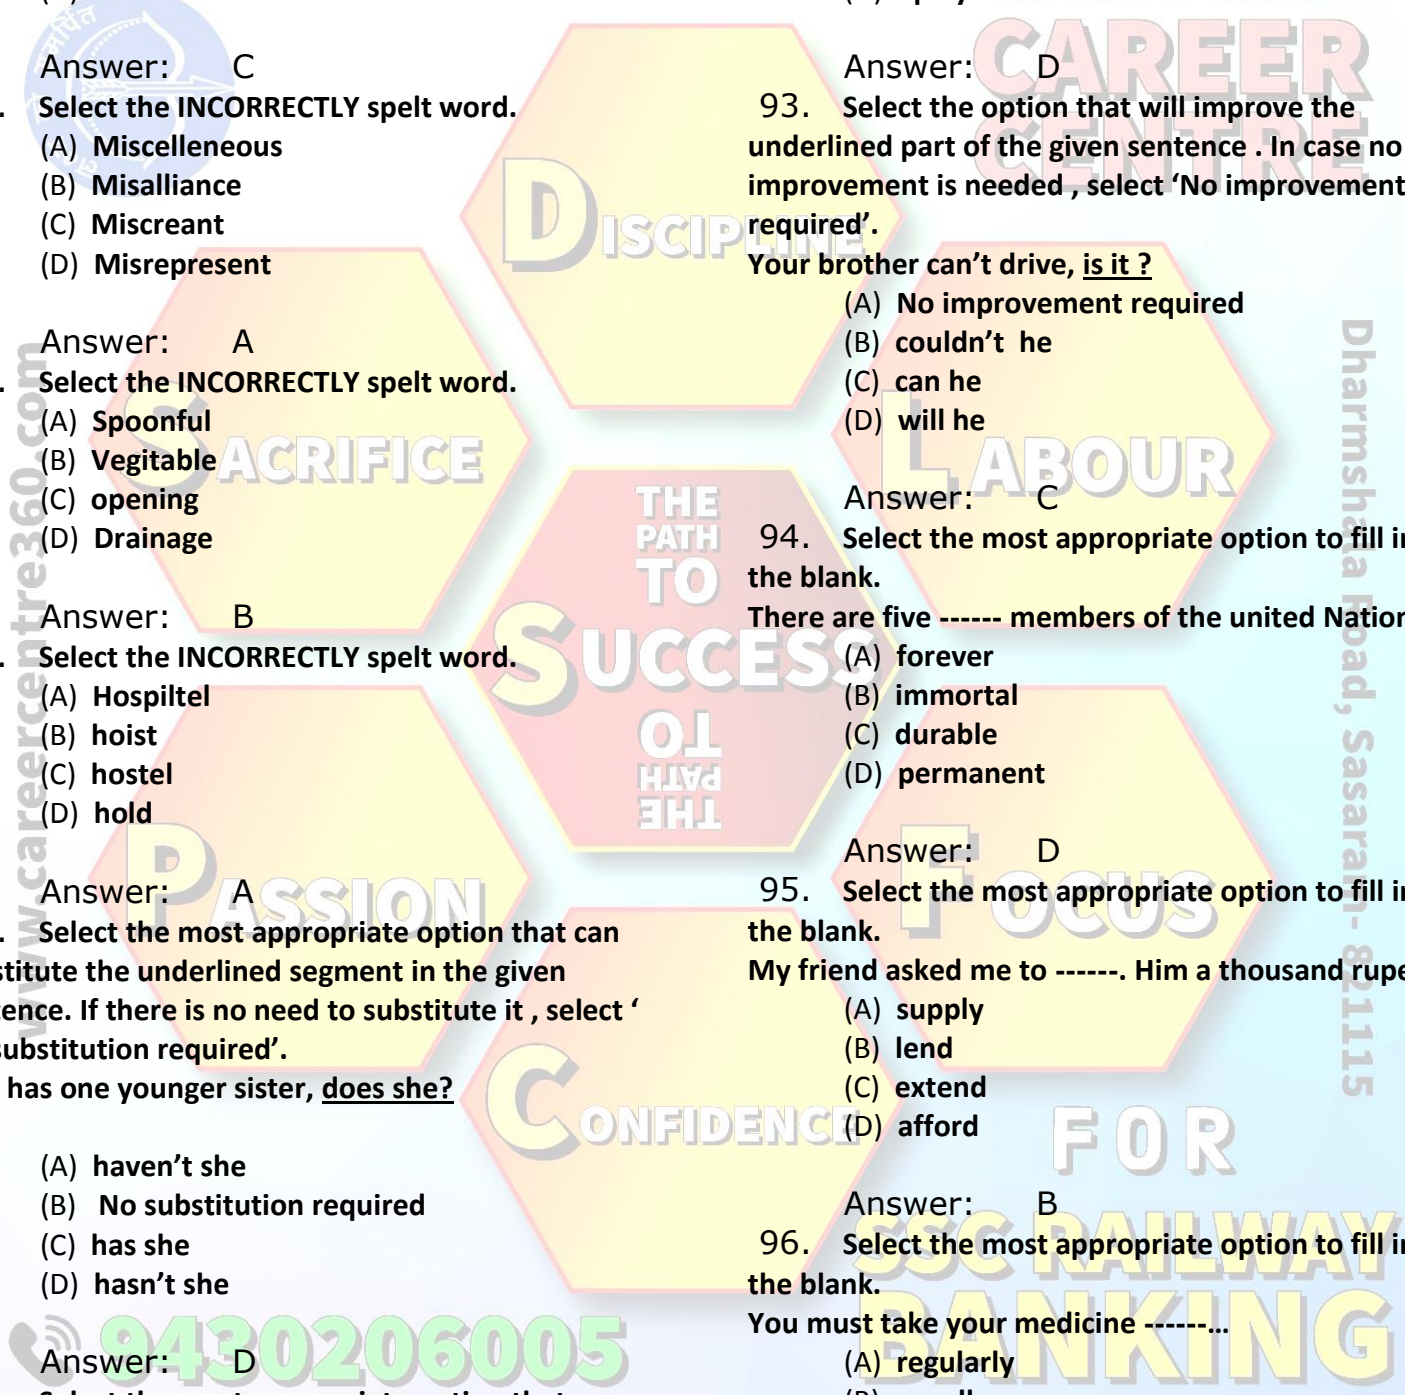 Answer: C
. Select the INCORRECTLY spelt word.
(A) Miscelleneous
(B) Misalliance
(C) Miscreant
(D) Misrepresent
Answer: A
. Select the INCORRECTLY spelt word.
(A) Spoonful
(B) Vegitable
(C) opening
(D) Drainage
Answer: B
. Select the INCORRECTLY spelt word.
(A) Hospiltel
(B) hoist
(C) hostel
(D) hold
Answer: A
. Select the most appropriate option that can
stitute the underlined segment in the given
ence. If there is no need to substitute it , select ‘
substitution required’.
has one younger sister, does she?
(A) haven’t she
(B) No substitution required
(C) has she
(D) hasn’t she
Answer: D
Answer: D
93. Select the option that will improve the
underlined part of the given sentence . In case no
improvement is needed , select ‘No improvement
required’.
Your brother can’t drive, is it ?
(A) No improvement required
(B) couldn’t he
(C) can he
(D) will he
Answer: C
94. Select the most appropriate option to fill in
the blank.
There are five ------ members of the united Nation
(A) forever
(B) immortal
(C) durable
(D) permanent
Answer: D
95. Select the most appropriate option to fill in
the blank.
My friend asked me to ------. Him a thousand rupe
(A) supply
(B) lend
(C) extend
(D) afford
Answer: B
96. Select the most appropriate option to fill in
the blank.
You must take your medicine ------…
(A) regularly
CAREER
CENTRE
DISCIPLINE
SACRIFICE
LABOUR
THE
PATH
TO
SUCCESS
TO
PATH
THE
PASSION
FOCUS
CONFIDENCE
FOR
SSC RAILWAY
BANKING
9430206005
www.careercentre360.com
Dharmshala Road, Sasaram- 821115